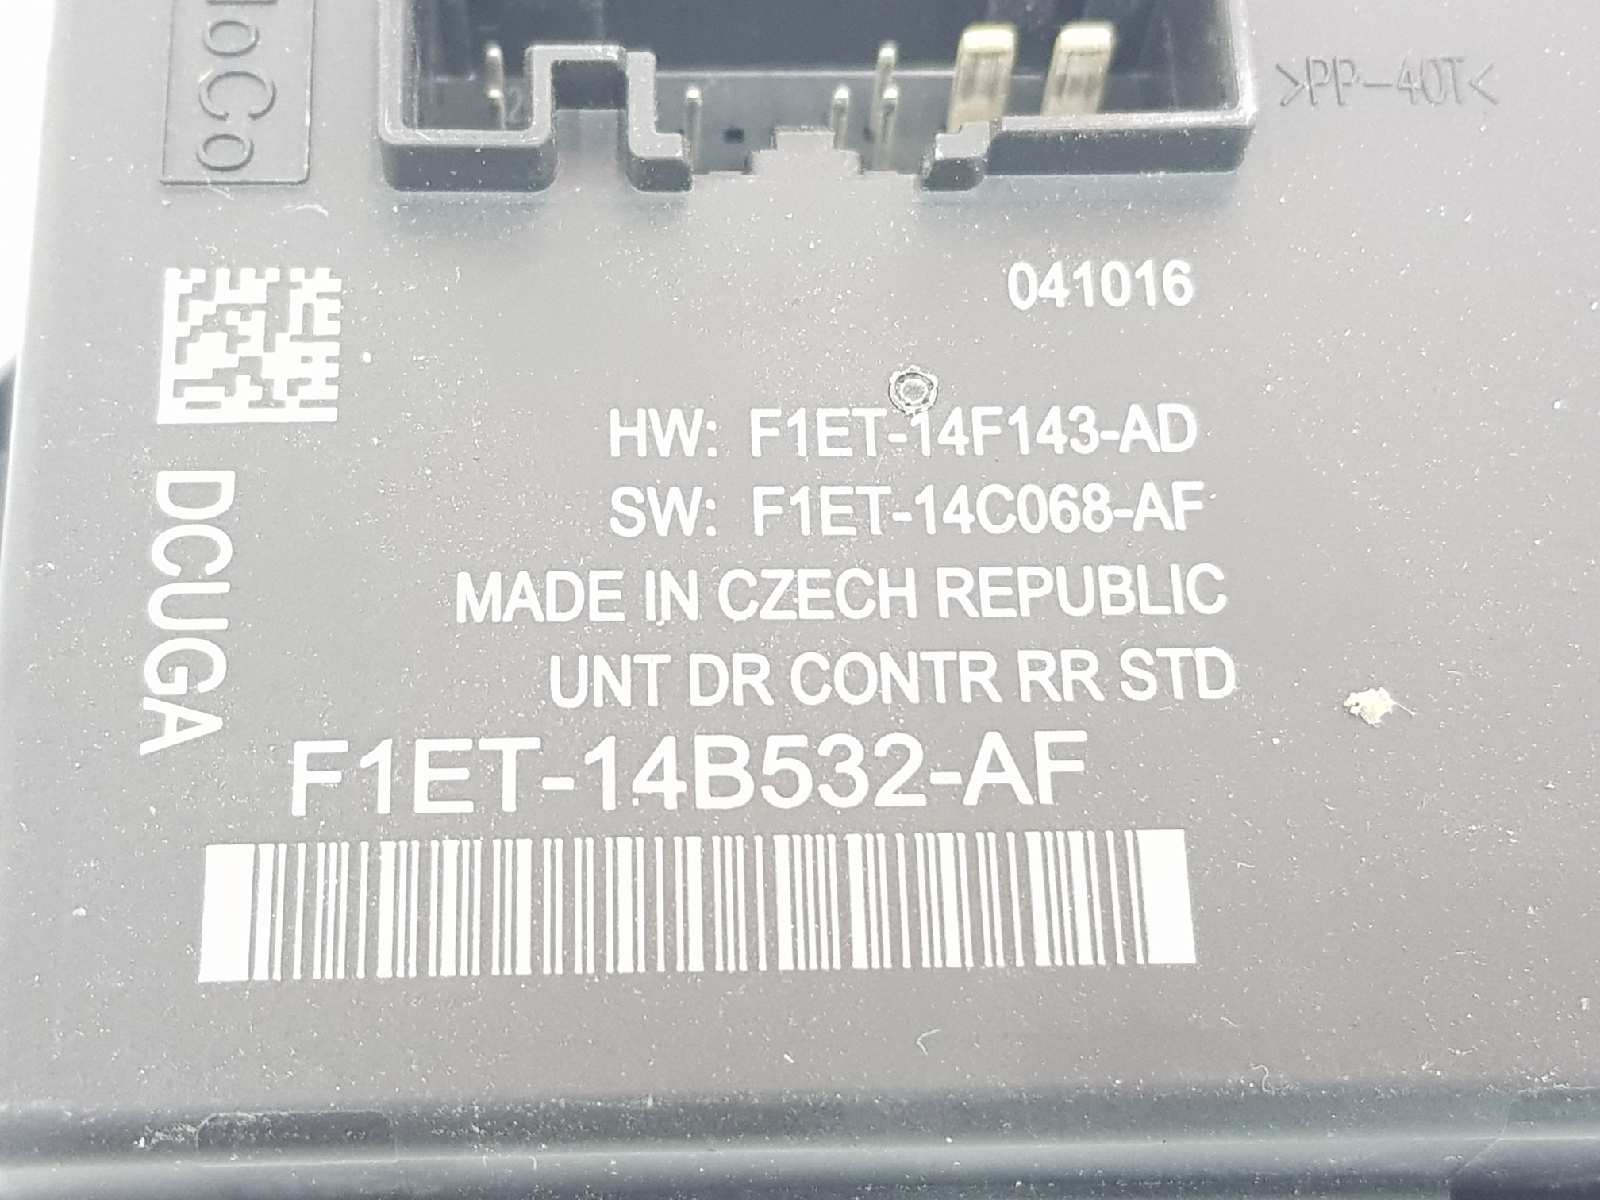 >PP-40T<
041016
HW: F1ET-14F143-AD
SW: F1ET-14C068-AF
MADE IN CZECH REPUBLIC
UNT DR CONTR RR STD
F1ET-14B532-AF
DCUGA